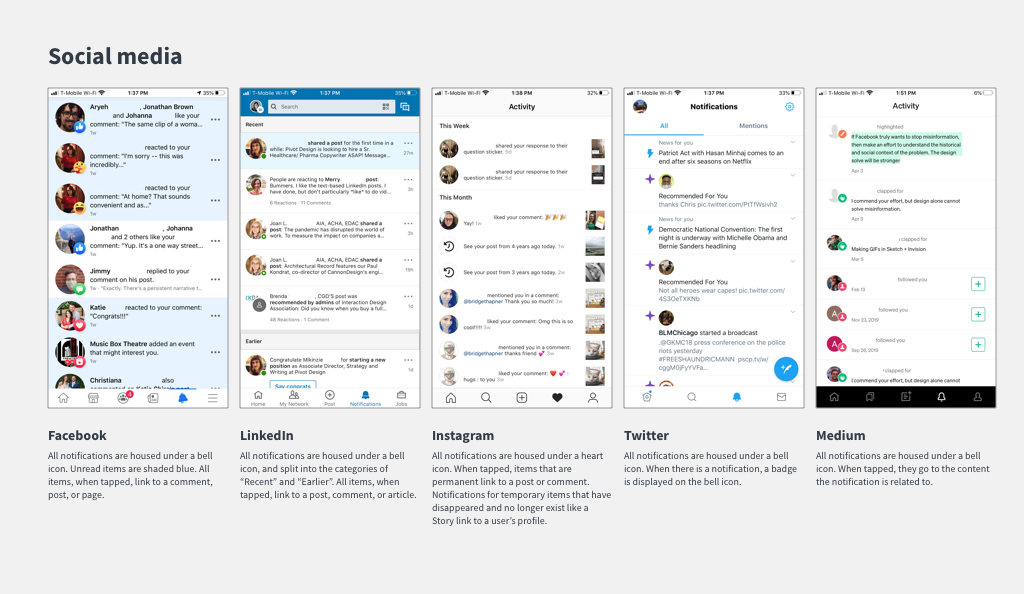 Social media
T-Mobile Wi-Fi 1:37 PM 35%
Aryeh , Jonathan Brown
and Johanna like your
comment: "The same clip of a woma...
1w
reacted to your
comment: "I'm sorry -- this was
incredibly..."
1w
reacted to your
comment: "At home? That sounds
convenient and as..."
1w
Jonathan , Johanna
and 2 others like your
comment: "Yup. It's a one way street...
1w
Jimmy replied to your
comment on his post.
1w · "Exactly. There's a persistent narrative t...
Katie reacted to your comment:
"Congrats!!!"
1w
Music Box Theatre added an event
that might interest you.
1w
Christiana also
4
T-Mobile Wi-Fi 1:37 PM 35%
Search
Recent
shared a post for the first time in a
while: Pivot Design is looking to hire a Sr.
Healthcare/ Pharma Copywriter ASAP! Message...
27m
People are reacting to Merry post:
Bummers. I like the text-based LinkedIn posts. I
have done, but don't particularly *like* to do vid...
3h
6 Reactions · 11 Comments
Joan L. AIA, ACHA, EDAC shared a
post: The pandemic has disrupted the world of
work. To measure the impact on companies a...
3h
Joan L. AIA, ACHA, EDAC shared a
post: Architectural Record features our Paul
Kondrat, co-director of CannonDesign's engi...
19h
Brenda , CGD'S post was
recommended by admins of Interaction Design
Association: Did you know when you buy a full...
1d
48 Reactions · 1 Comment
Earlier
Congratulate Mikinzie for starting a new
position as Associate Director, Strategy and
Writing at Pivot Design
1d
Say congrats
Home My Network Post Notifications Jobs
T-Mobile Wi-Fi 1:38 PM 32%
Activity
This Week
shared your response to their
question sticker. 5d
shared your response to their
question sticker. 6d
This Month
liked your comment: 🎉🎉🎉
Yay! 1w
See your post from 4 years ago today. 1w
See your post from 3 years ago today. 2w
mentioned you in a comment:
@bridgethapner Thank you so much! 3w
liked your comment: Omg this is so
cool!!!!! 3w
mentioned you in a comment:
@bridgethapner thanks friend 💕 3w
liked your comment: ❤️ 💕
hugs : to you 3w
T-Mobile Wi-Fi 1:37 PM 33%
Notifications
All Mentions
News for you
Patriot Act with Hasan Minhaj comes to an
end after six seasons on Netflix
Recommended For You
thanks Chris pic.twitter.com/PtTfWsivh2
News for you
Democratic National Convention: The first
night is underway with Michelle Obama and
Bernie Sanders headlining
Recommended For You
Not all heroes wear capes! pic.twitter.com/
4S3OeTXKNb
BLMChicago started a broadcast
.@GKMC18 press conference on the police
riots yesterday
#FREESHAUNDRICMANN pscp.tv/w/
cggM0jFyYVFa...
T-Mobile Wi-Fi 1:51 PM 6%
Activity
highlighted
If Facebook truly wants to stop misinformation,
then make an effort to understand the historical
and social context of the problem. The design
solve will be stronger
Apr 3
clapped for
I commend your effort, but design alone cannot
solve misinformation.
Apr 3
clapped for
Making GIFs in Sketch + Invision
Mar 5
followed you
Feb 13
A
followed you
Nov 23, 2019
A
followed you
Sep 26, 2019
clapped for
I commend your effort, but design alone cannot
Facebook
All notifications are housed under a bell
icon. Unread items are shaded blue. All
items, when tapped, link to a comment,
post, or page.
LinkedIn
All notifications are housed under a bell
icon, and split into the categories of
“Recent” and “Earlier”. All items, when
tapped, link to a post, comment, or article.
Instagram
All notifications are housed under a heart
icon. When tapped, items that are
permanent link to a post or comment.
Notifications for temporary items that have
disappeared and no longer exist like a
Story link to a user’s profile.
Twitter
All notifications are housed under a bell
icon. When there is a notification, a badge
is displayed on the bell icon.
Medium
All notifications are housed under a bell
icon. When tapped, they go to the content
the notification is related to.